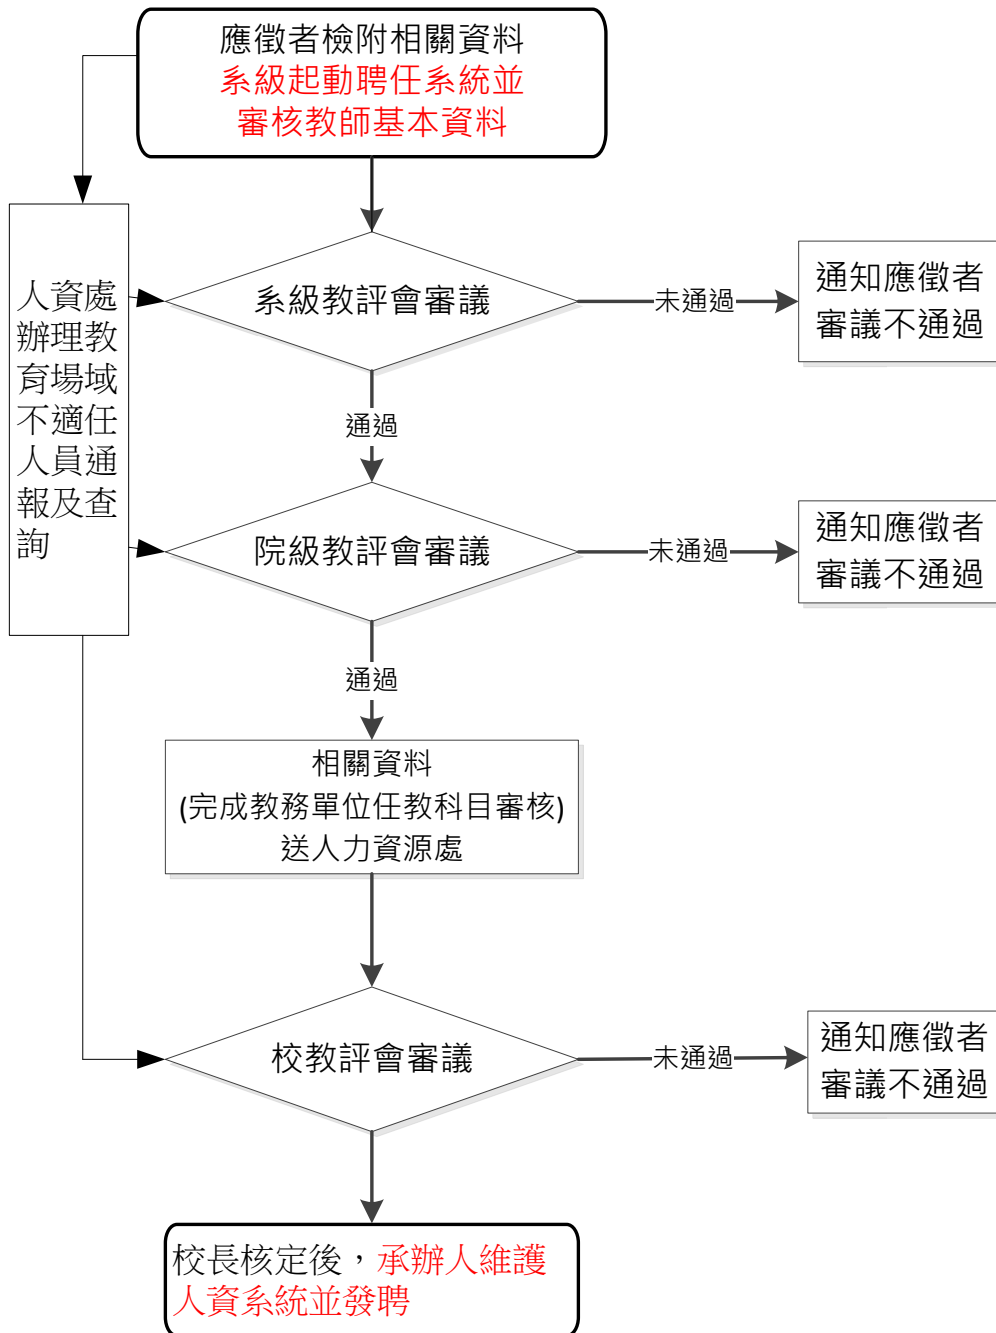 應徵者檢附相關資料
系級起動聘任系統並
審核教師基本資料
人資處
辦理教
育場域
不適任
人員通
報及查
詢
系級教評會審議
未通過
通知應徵者
審議不通過
通過
院級教評會審議
未通過
通知應徵者
審議不通過
通過
相關資料
(完成教務單位任教科目審核)
送人力資源處
校教評會審議
未通過
通知應徵者
審議不通過
校長核定後，承辦人維護
人資系統並發聘